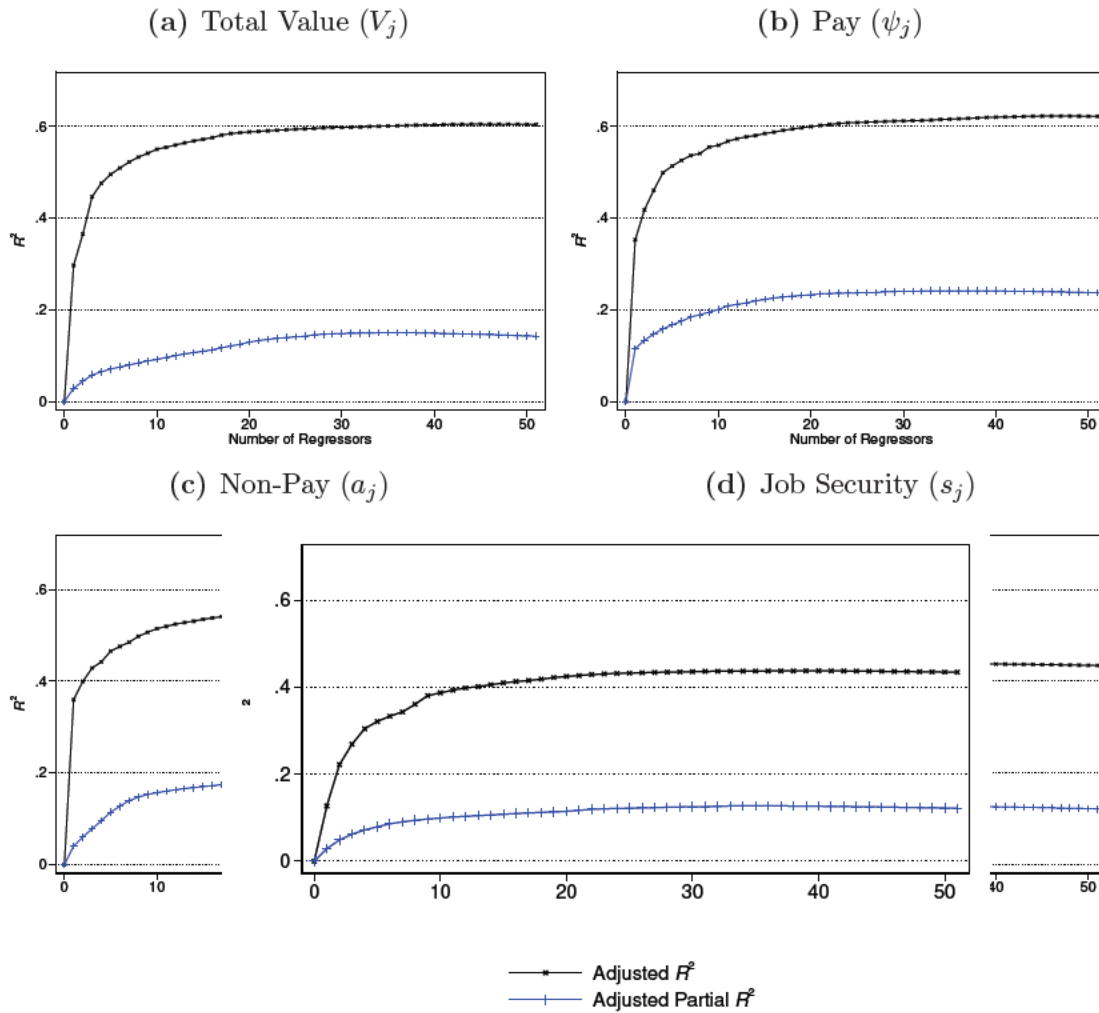 (a) Total Value (V_j)
(b) Pay (ψ_j)
.6
.4
.2
0
R²
0 10 20 30 40 50
Number of Regressors
.6
.4
.2
0
R²
0 10 20 30 40 50
Number of Regressors
(c) Non-Pay (a_j)
(d) Job Security (s_j)
.6
.4
.2
0
R²
0 10
.6
.4
.2
0
2
0 10 20 30 40 50
40 50
Adjusted R²
Adjusted Partial R²